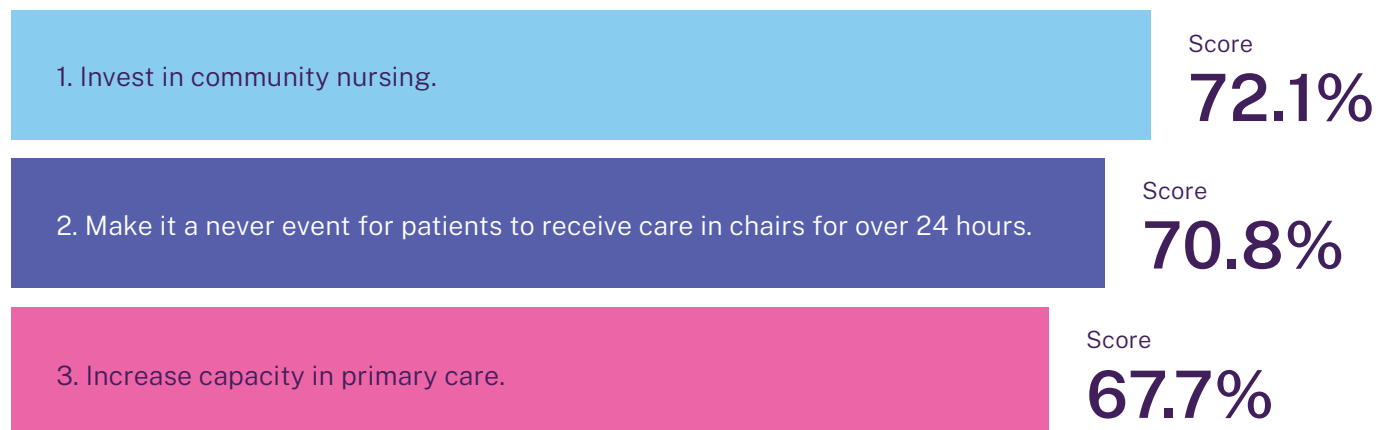 1. Invest in community nursing.
Score
72.1%
2. Make it a never event for patients to receive care in chairs for over 24 hours.
Score
70.8%
3. Increase capacity in primary care.
Score
67.7%